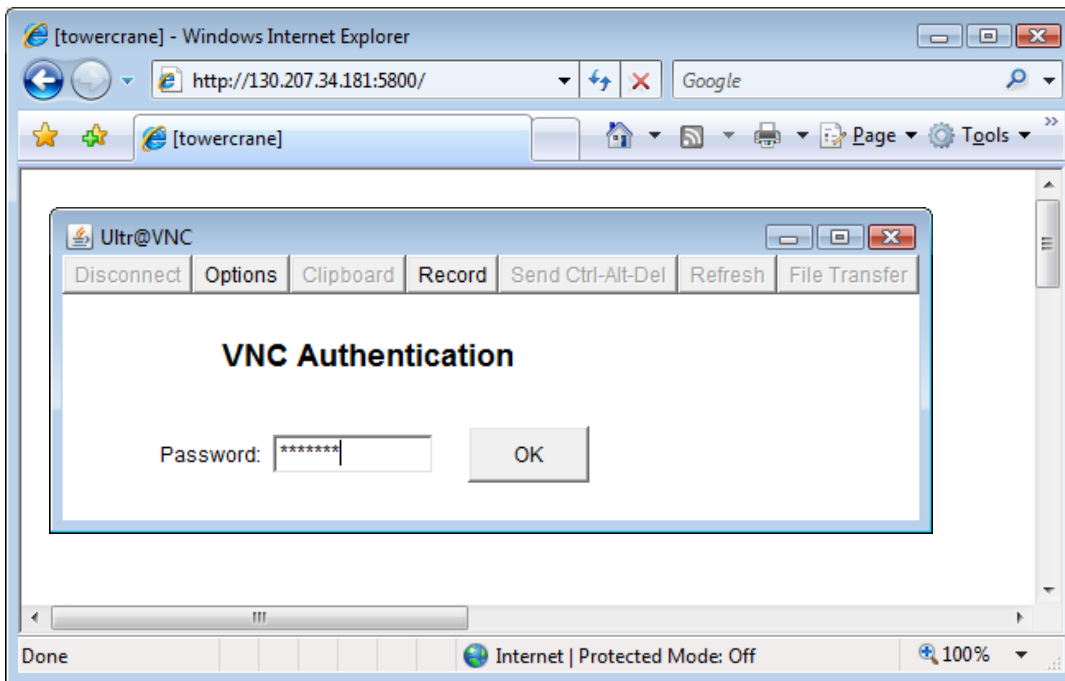 [towercrane] - Windows Internet Explorer
http://130.207.34.181:5800/ Google
[towercrane] Page Tools »
Ultr@VNC
Disconnect Options Clipboard Record Send Ctrl-Alt-Del Refresh File Transfer
VNC Authentication
Password: ******* OK
Done Internet | Protected Mode: Off 100%